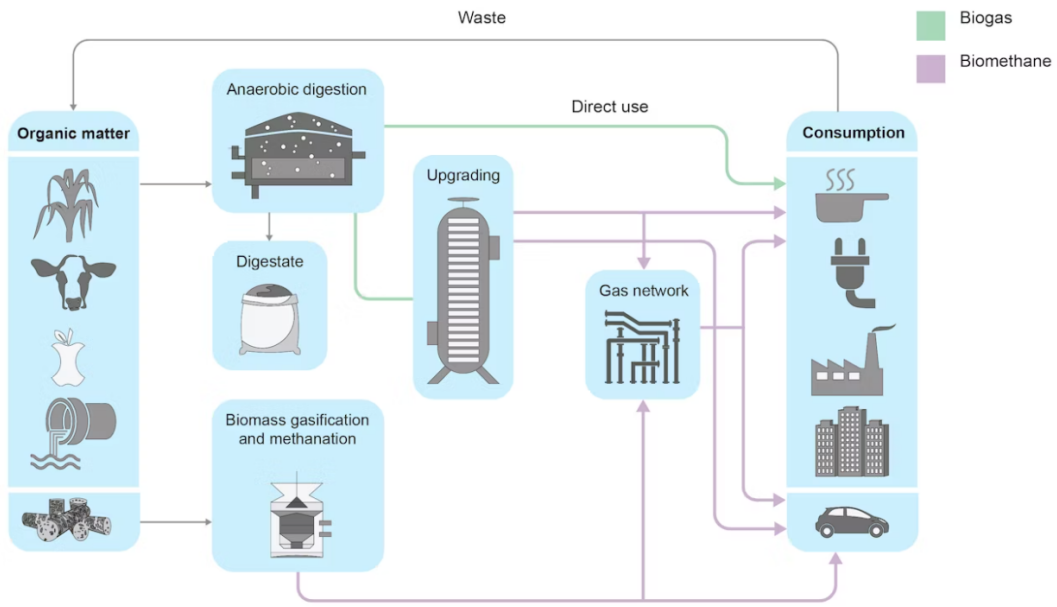 Waste
Biogas
Biomethane
Anaerobic digestion
Direct use
Organic matter
Consumption
Upgrading
Digestate
Gas network
Biomass gasification
and methanation